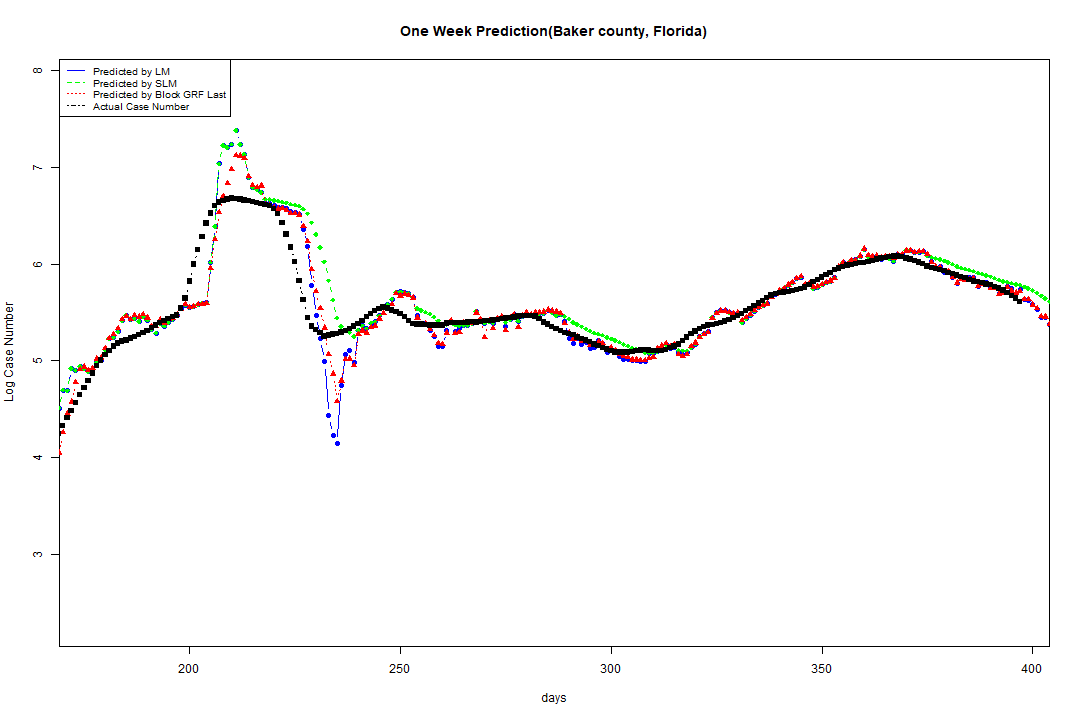 One Week Prediction(Baker county, Florida)
Predicted by LM
Predicted by SLM
Predicted by Block GRF Last
Actual Case Number
8
7
6
5
4
3
Log Case Number
200 250 300 350 400
days